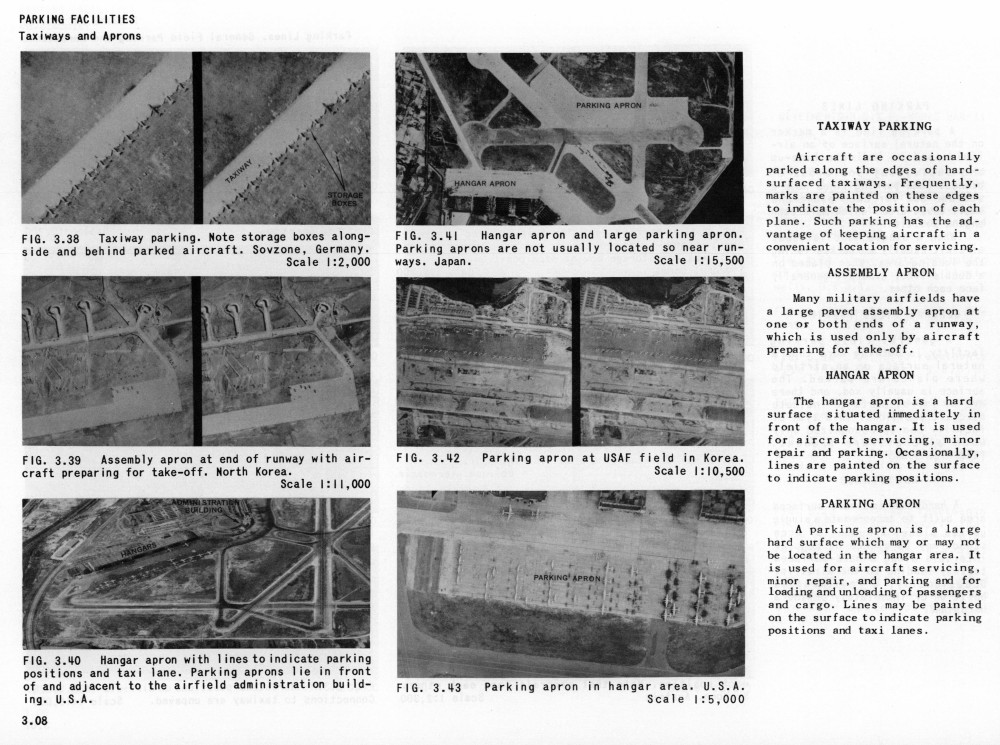 PARKING FACILITIES
Taxiways and Aprons
TAXIWAY
STORAGE
BOXES
FIG. 3.38 Taxiway parking. Note storage boxes along-
side and behind parked aircraft. Sovzone, Germany.
Scale 1:2,000
FIG. 3.39 Assembly apron at end of runway with air-
craft preparing for take-off. North Korea.
Scale 1:11,000
ADMINISTRATION
BUILDING
HANGARS
FIG. 3.40 Hangar apron with lines to indicate parking
positions and taxi lane. Parking aprons lie in front
of and adjacent to the airfield administration build-
ing. U.S.A.
3.08
PARKING APRON
HANGAR APRON
FIG. 3.41 Hangar apron and large parking apron.
Parking aprons are not usually located so near run-
ways. Japan.
Scale 1:15,500
FIG. 3.42 Parking apron at USAF field in Korea.
Scale 1:10,500
PARKING APRON
FIG. 3.43 Parking apron in hangar area. U.S.A.
Scale 1:5,000
TAXIWAY PARKING
Aircraft are occasionally
parked along the edges of hard-
surfaced taxiways. Frequently,
marks are painted on these edges
to indicate the position of each
plane. Such parking has the ad-
vantage of keeping aircraft in a
convenient location for servicing.
ASSEMBLY APRON
Many military airfields have
a large paved assembly apron at
one or both ends of a runway,
which is used only by aircraft
preparing for take-off.
HANGAR APRON
The hangar apron is a hard
surface situated immediately in
front of the hangar. It is used
for aircraft servicing, minor
repair and parking. Occasionally,
lines are painted on the surface
to indicate parking positions.
PARKING APRON
A parking apron is a large
hard surface which may or may not
be located in the hangar area. It
is used for aircraft servicing,
minor repair, and parking and for
loading and unloading of passengers
and cargo. Lines may be painted
on the surface to indicate parking
positions and taxi lanes.